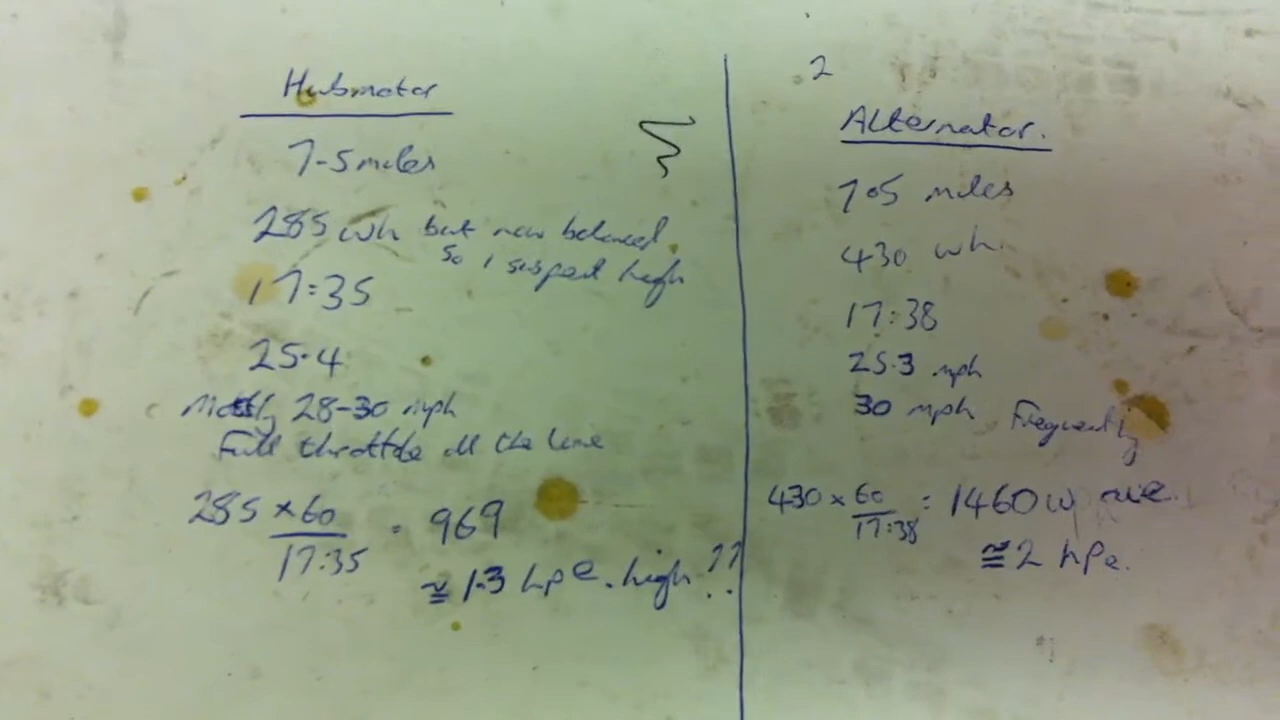 Hubmotor
7-5 miles
285 wh but now balanced
So I suspect high
17:35
25.4
Mostly 28-30 mph
Full throttle all the time
285 × 60
17:35
= 969
≅ 1.3 hpe. high ??
2
Alternator.
7.5 miles
430 wh.
17:38
25.3 mph
30 mph Frequently
430 × 60
17:38
= 1460 w ave.
≅ 2 hpe.